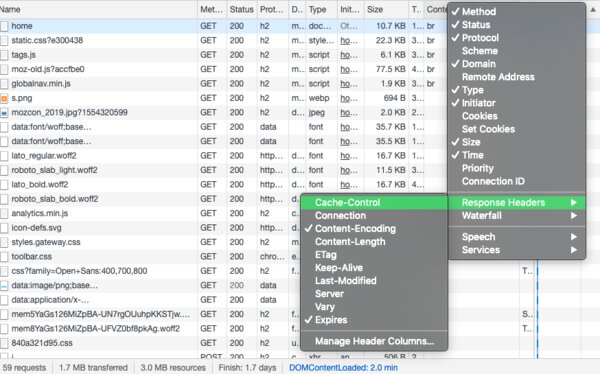 Name Met... Status Prot... D... Type Initi... Size T... Cont
home GET 200 h2 m... doc... Ot... 10.7 KB 1... br
static.css?e300438 GET 200 h2 d... style... ho... 22.3 KB 3... br
tags.js GET 200 h2 m... script ho... 6.1 KB 3... br
moz-old.js?accfbe0 GET 200 h2 m... script ho... 77.5 KB 4... br
globalnav.min.js GET 200 h2 m... script ho... 1.9 KB 3... br
s.png GET 200 h2 m... webp ho... 694 B 3...
mozcon_2019.jpg?1554320599 GET 200 h2 d... jpeg ho... 2.0 KB 2...
data:font/woff;base... GET 200 data font ho... 35.7 KB 1...
data:font/woff;base... GET 200 data font ho... 35.5 KB 1...
lato_regular.woff2 GET 200 http... d... font ho... 16.7 KB 1...
roboto_slab_light.woff2 GET 200 http... d... font ho... 11.5 KB 3...
lato_bold.woff2 GET 200 http... d... font ho... 16.7 KB 4...
roboto_slab_bold.woff2 GET 200 http... d...
analytics.min.js GET 200 h2 c...
icon-defs.svg GET 200 http... m...
styles.gateway.css GET 200 h2 m...
toolbar.css GET 200 chro...
css?family=Open+Sans:400,700,800 GET 200 h2 f... T...
data:image/png;base... GET 200 data
data:application/x-... GET 200 data
mem5YaGs126MiZpBA-UN7rgOUuhpKKSTjw... GET 200 h2 f... S...
mem8YaGs126MiZpBA-UFVZ0bf8pkAg.woff2 GET 200 h2 f...
840a321d95.css GET 200 h2 T...
POST 200 h2 xhr an... 506 B
59 requests 1.7 MB transferred 3.0 MB resources Finish: 1.7 days DOMContentLoaded: 2.0 min
✓ Method
✓ Status
✓ Protocol
Scheme
✓ Domain
Remote Address
✓ Type
✓ Initiator
Cookies
Set Cookies
✓ Size
✓ Time
Priority
Connection ID
Response Headers
Waterfall
Speech
Services
Cache-Control
Connection
✓ Content-Encoding
Content-Length
ETag
Keep-Alive
Last-Modified
Server
Vary
✓ Expires
Manage Header Columns...